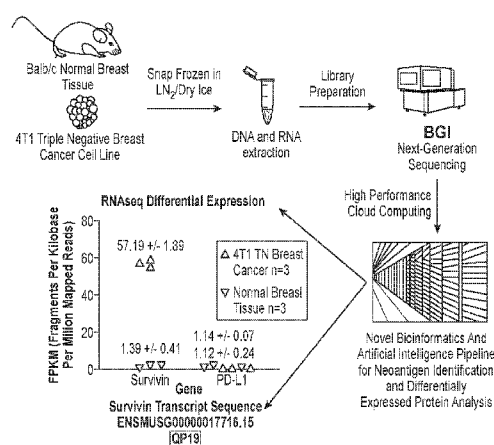 Balb/c Normal Breast
Tissue
4T1 Triple Negative Breast
Cancer Cell Line
Snap Frozen in
LN2/Dry Ice
DNA and RNA
extraction
Library
Preparation
BGI
Next-Generation
Sequencing
High Performance
Cloud Computing
Novel Bioinformatics And
Artificial Intelligence Pipeline
for Neoantigen Identification
and Differentially
Expressed Protein Analysis
RNAseq Differential Expression
FPKM (Fragments Per Kilobase
Per Million Mapped Reads)
80
60
40
20
0
57.19 +/- 1.89
1.39 +/- 0.41
1.14 +/- 0.07
1.12 +/- 0.24
△ 4T1 TN Breast
Cancer n=3
▽ Normal Breast
Tissue n=3
Survivin
PD-L1
Gene
Survivin Transcript Sequence
ENSMUSG00000017716.15
QP19